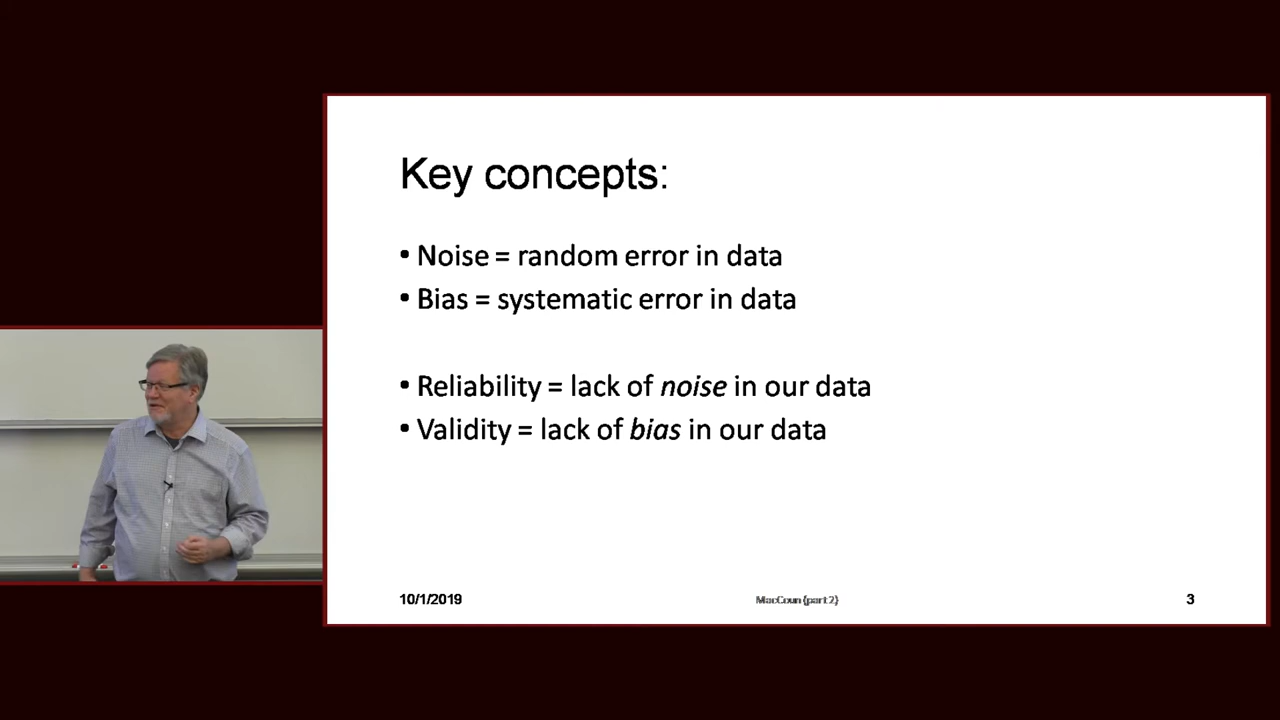 Key concepts:
• Noise = random error in data
• Bias = systematic error in data
• Reliability = lack of noise in our data
• Validity = lack of bias in our data
10/1/2019
MacCoun (part 2)
3